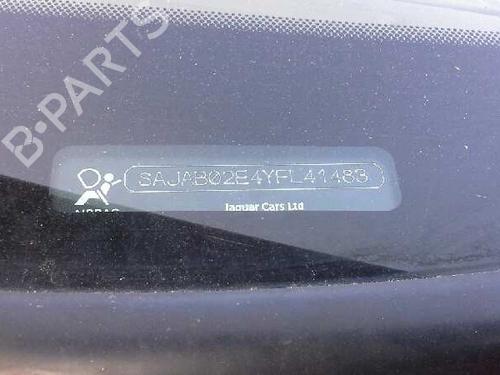 B-PARTS
SAJAB02E4YFL41483
AIRBAG
Jaguar Cars Ltd